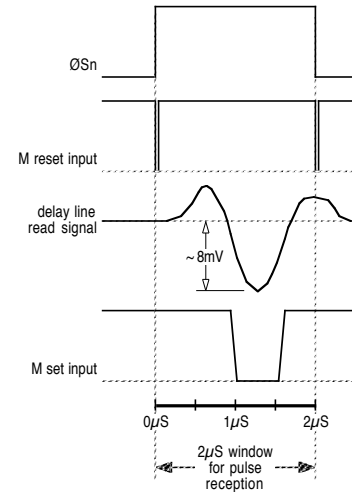 ØSn
M reset input
delay line
read signal
~8mV
M set input
0µS
1µS
2µS
2µS window
for pulse
reception